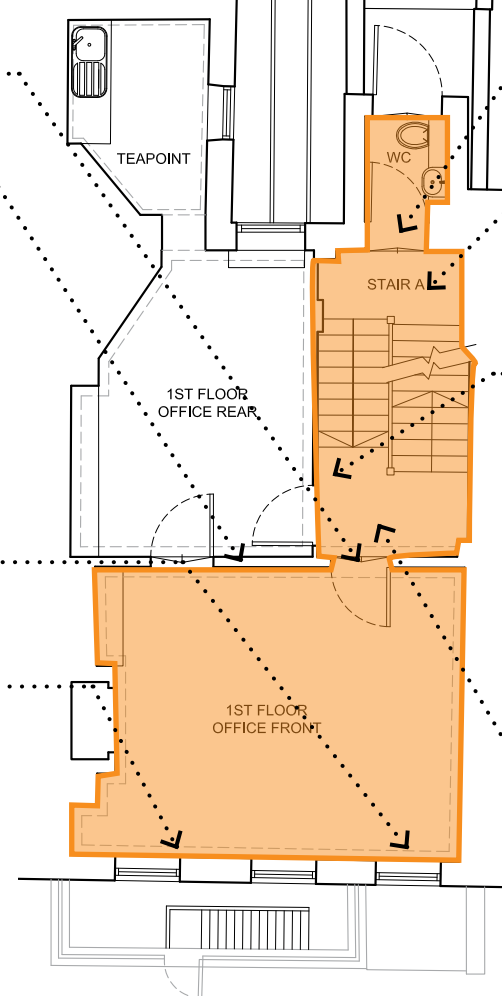 TEAPOINT
WC
STAIR A
1ST FLOOR
OFFICE REAR
1ST FLOOR
OFFICE FRONT